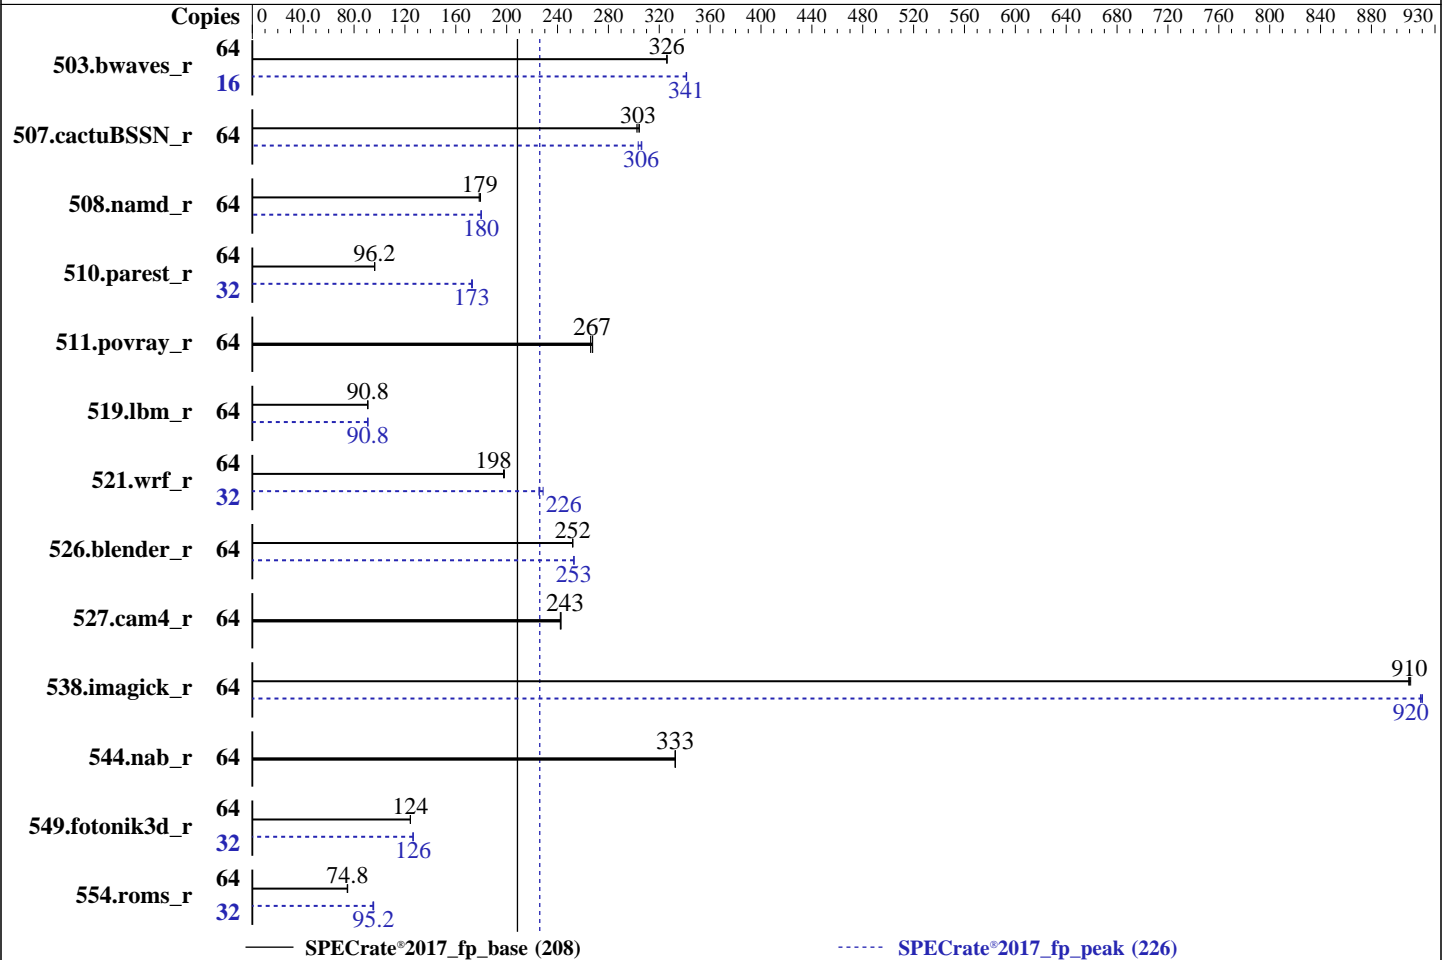 Copies 0 40.0 80.0 120 160 200 240 280 320 360 400 440 480 520 560 600 640 680 720 760 800 840 880 930
503.bwaves_r 64 326
16 341
507.cactuBSSN_r 64 303
306
508.namd_r 64 179
180
510.parest_r 64 96.2
32 173
511.povray_r 64 267
519.lbm_r 64 90.8
90.8
521.wrf_r 64 198
32 226
526.blender_r 64 252
253
527.cam4_r 64 243
538.imagick_r 64 910
920
544.nab_r 64 333
549.fotonik3d_r 64 124
32 126
554.roms_r 64 74.8
32 95.2
SPECrate®2017_fp_base (208) SPECrate®2017_fp_peak (226)